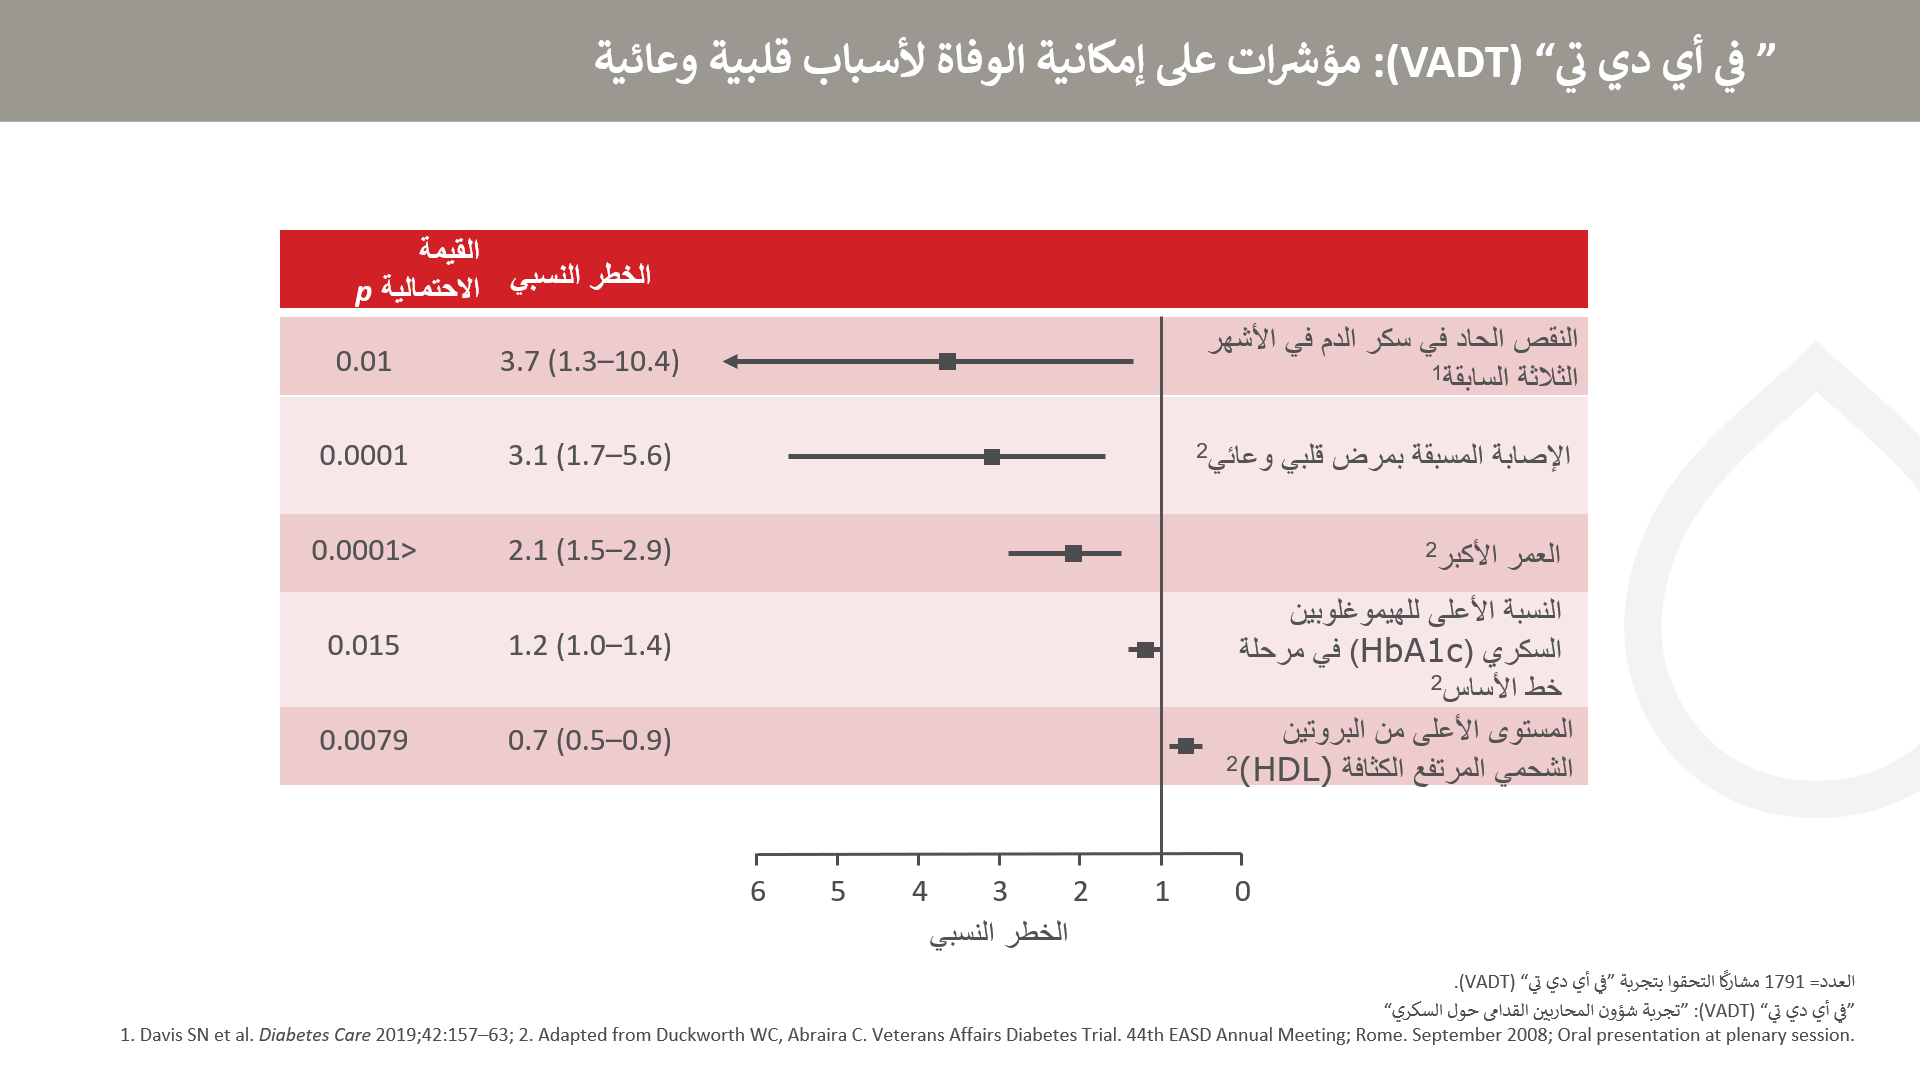 ” في أي دي تي“ (VADT): مؤشرات على إمكانية الوفاة لأسباب قلبية وعائية
الخطر النسبي
القيمة
الاحتمالية p
النقص الحاد في سكر الدم في الأشهر
الثلاثة السابقة1
3.7 (1.3–10.4)
0.01
الإصابة المسبقة بمرض قلبي وعائي2
3.1 (1.7–5.6)
0.0001
العمر الأكبر2
2.1 (1.5–2.9)
0.0001>
النسبة الأعلى للهيموغلوبين
السكري (HbA1c) في مرحلة
خط الأساس2
1.2 (1.0–1.4)
0.015
المستوى الأعلى من البروتين
الشحمي المرتفع الكثافة (HDL)2
0.7 (0.5–0.9)
0.0079
6 5 4 3 2 1 0
الخطر النسبي
العدد= 1791 مشاركًا التحقوا بتجربة ”في أي دي تي“ (VADT).
”في أي دي تي“ (VADT): ”تجربة شؤون المحاربين القدامى حول السكري“
1. Davis SN et al. Diabetes Care 2019;42:157–63; 2. Adapted from Duckworth WC, Abraira C. Veterans Affairs Diabetes Trial. 44th EASD Annual Meeting; Rome. September 2008; Oral presentation at plenary session.